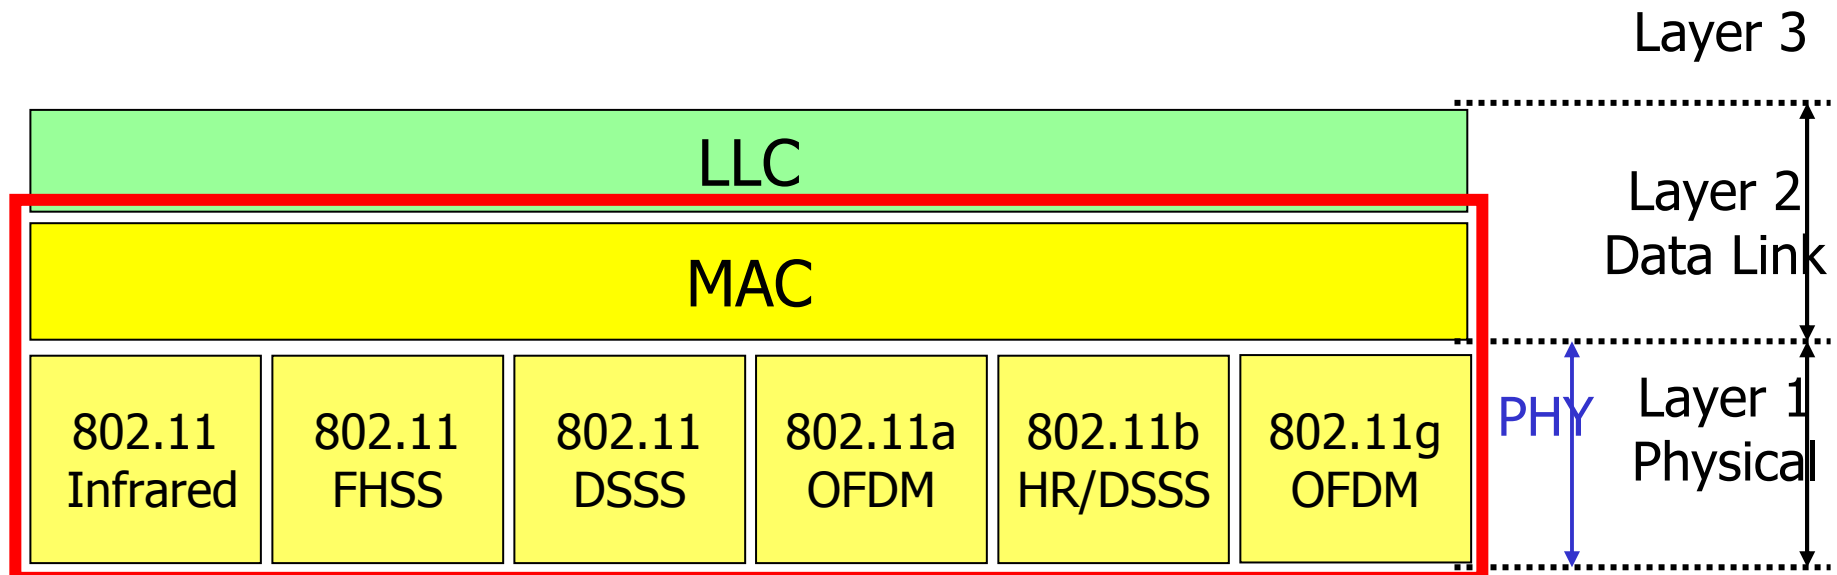 Layer 3
LLC
Layer 2
Data Link
MAC
802.11
Infrared
802.11
FHSS
802.11
DSSS
802.11a
OFDM
802.11b
HR/DSSS
802.11g
OFDM
PHY
Layer 1
Physical